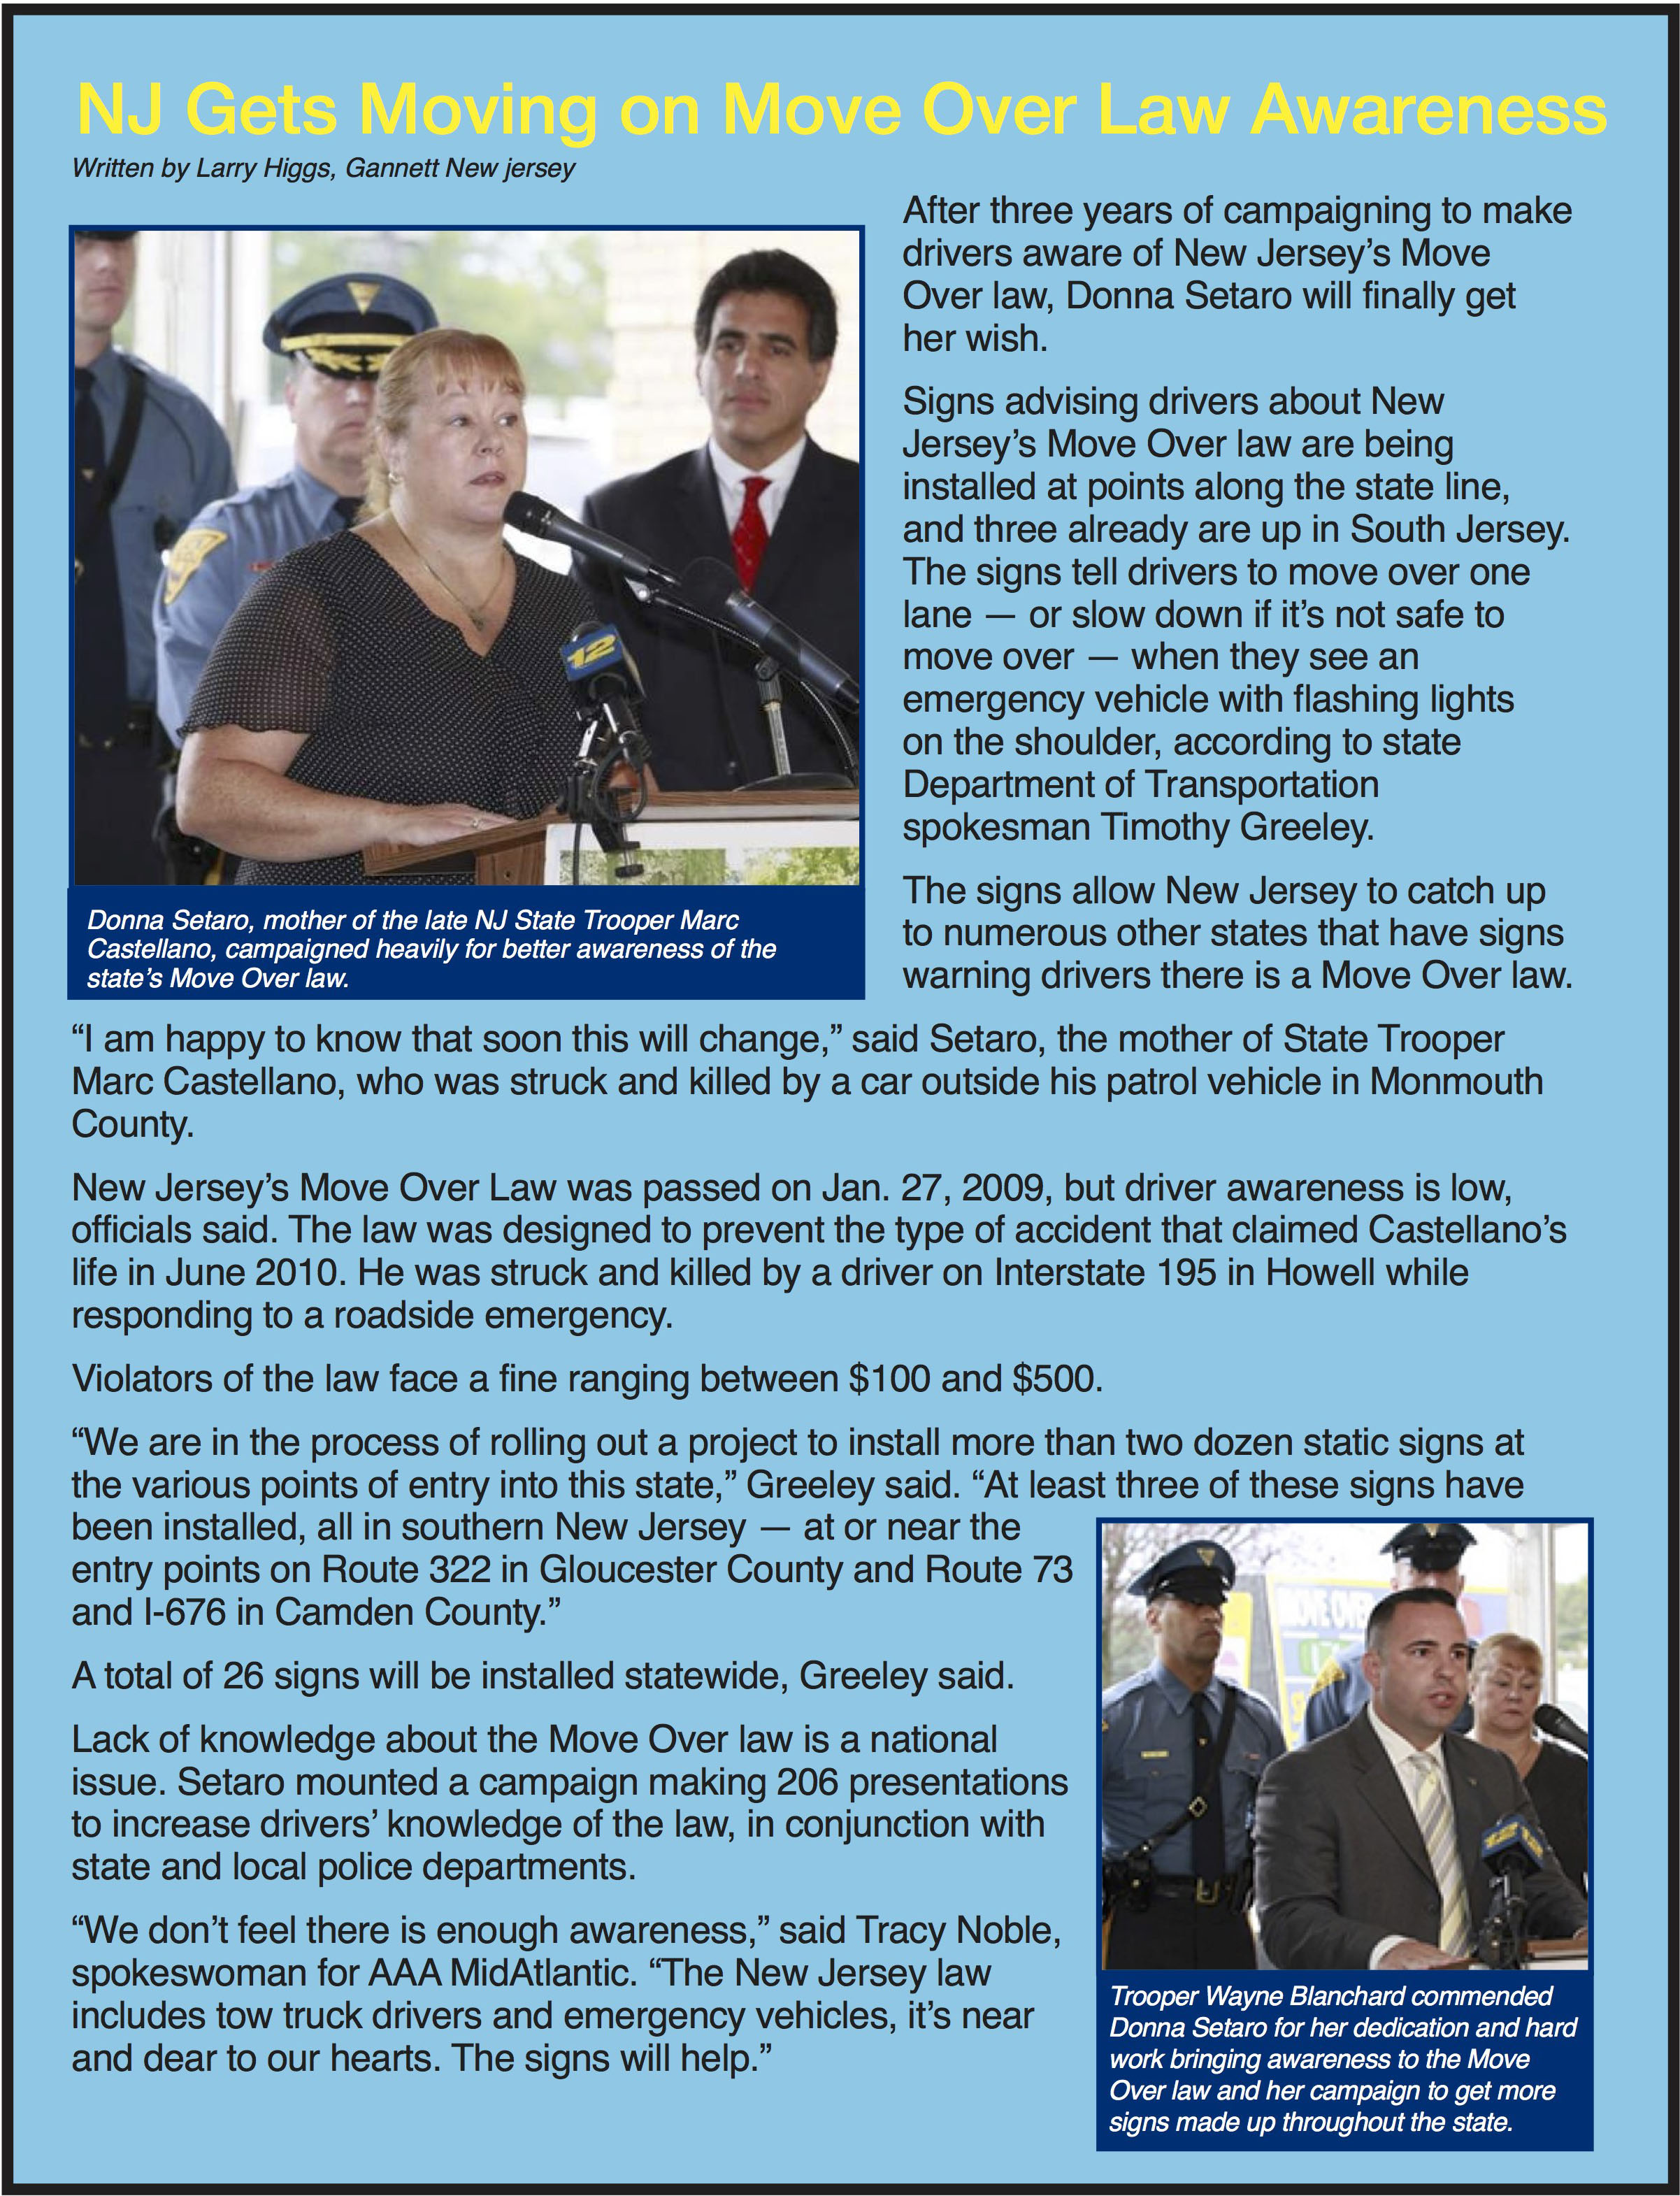 NJ Gets Moving on Move Over Law Awareness
Written by Larry Higgs, Gannett New jersey
12
Donna Setaro, mother of the late NJ State Trooper Marc
Castellano, campaigned heavily for better awareness of the
state's Move Over law.
After three years of campaigning to make
drivers aware of New Jersey's Move
Over law, Donna Setaro will finally get
her wish.
Signs advising drivers about New
Jersey's Move Over law are being
installed at points along the state line,
and three already are up in South Jersey.
The signs tell drivers to move over one
lane — or slow down if it's not safe to
move over — when they see an
emergency vehicle with flashing lights
on the shoulder, according to state
Department of Transportation
spokesman Timothy Greeley.
The signs allow New Jersey to catch up
to numerous other states that have signs
warning drivers there is a Move Over law.
“I am happy to know that soon this will change,” said Setaro, the mother of State Trooper
Marc Castellano, who was struck and killed by a car outside his patrol vehicle in Monmouth
County.
New Jersey's Move Over Law was passed on Jan. 27, 2009, but driver awareness is low,
officials said. The law was designed to prevent the type of accident that claimed Castellano's
life in June 2010. He was struck and killed by a driver on Interstate 195 in Howell while
responding to a roadside emergency.
Violators of the law face a fine ranging between $100 and $500.
“We are in the process of rolling out a project to install more than two dozen static signs at
the various points of entry into this state,” Greeley said. “At least three of these signs have
been installed, all in southern New Jersey — at or near the
entry points on Route 322 in Gloucester County and Route 73
and I-676 in Camden County.”
A total of 26 signs will be installed statewide, Greeley said.
Lack of knowledge about the Move Over law is a national
issue. Setaro mounted a campaign making 206 presentations
to increase drivers' knowledge of the law, in conjunction with
state and local police departments.
“We don't feel there is enough awareness,” said Tracy Noble,
spokeswoman for AAA MidAtlantic. “The New Jersey law
includes tow truck drivers and emergency vehicles, it's near
and dear to our hearts. The signs will help.”
MOVE OVER
12
Trooper Wayne Blanchard commended
Donna Setaro for her dedication and hard
work bringing awareness to the Move
Over law and her campaign to get more
signs made up throughout the state.